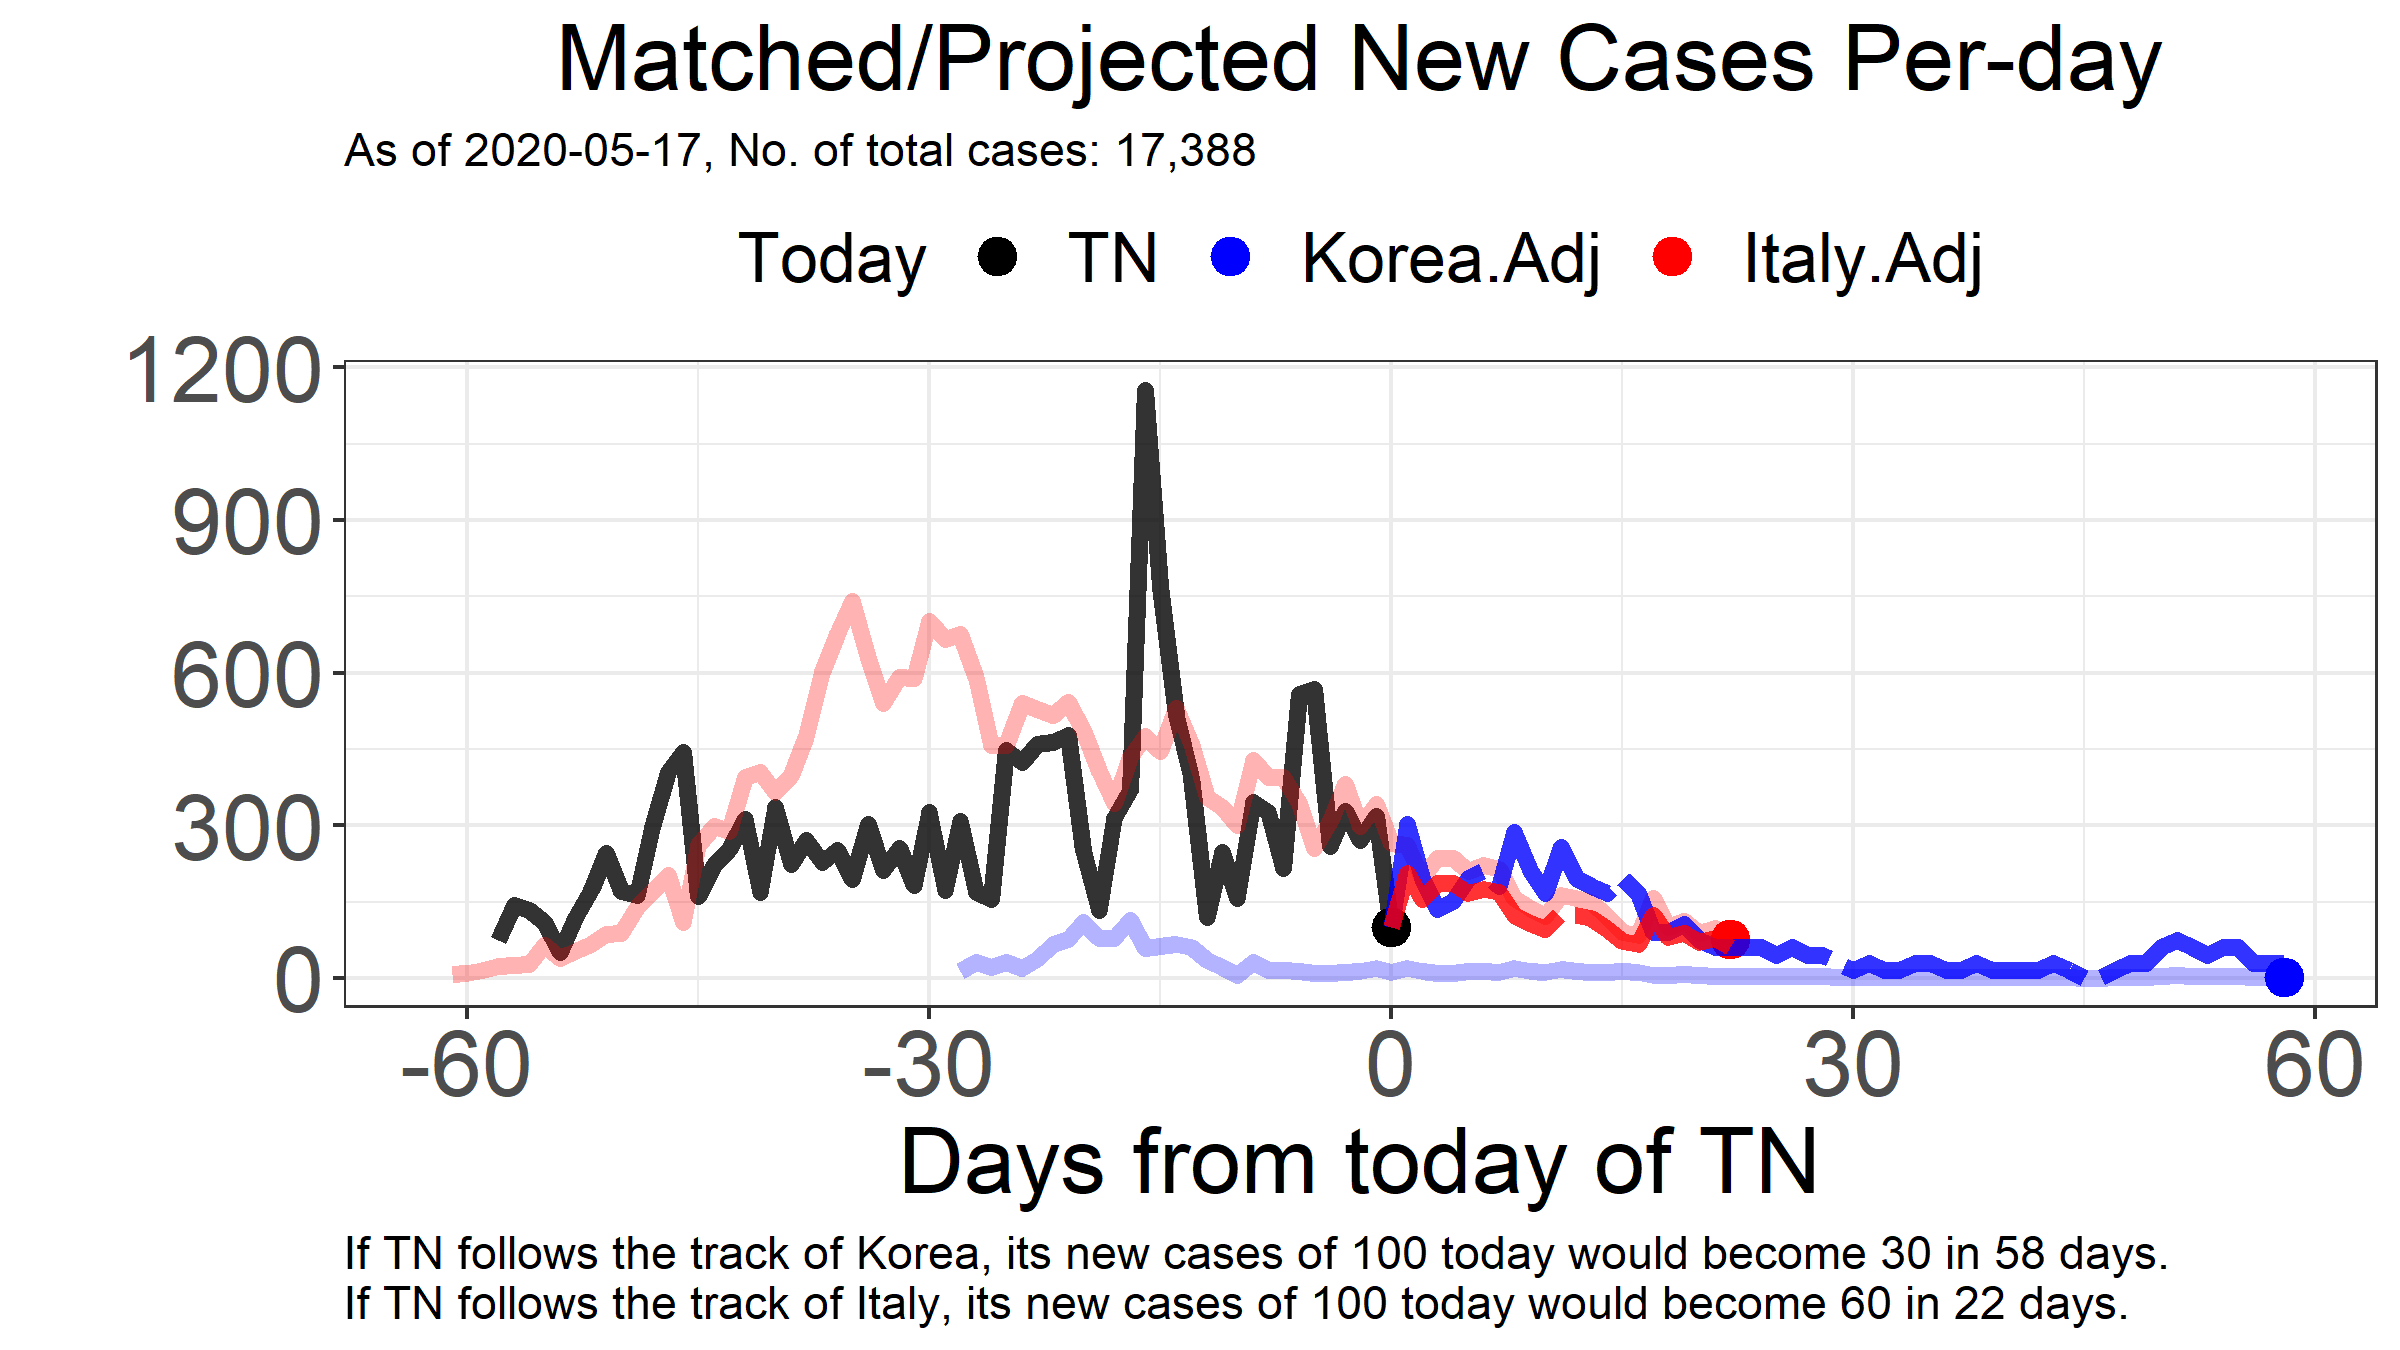 Matched/Projected New Cases Per-day
As of 2020-05-17, No. of total cases: 17,388
Today TN Korea.Adj Italy.Adj
1200
900
600
300
0
-60 -30 0 30 60
Days from today of TN
If TN follows the track of Korea, its new cases of 100 today would become 30 in 58 days.
If TN follows the track of Italy, its new cases of 100 today would become 60 in 22 days.